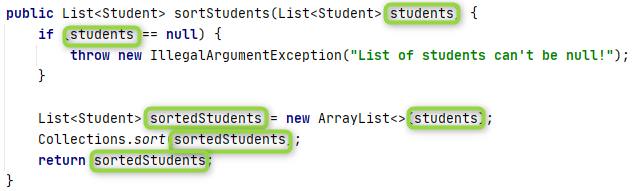 public List<Student> sortStudents(List<Student> students) {
if (students == null) {
throw new IllegalArgumentException("List of students can't be null!");
}
List<Student> sortedStudents = new ArrayList<>(students);
Collections.sort(sortedStudents);
return sortedStudents;
}